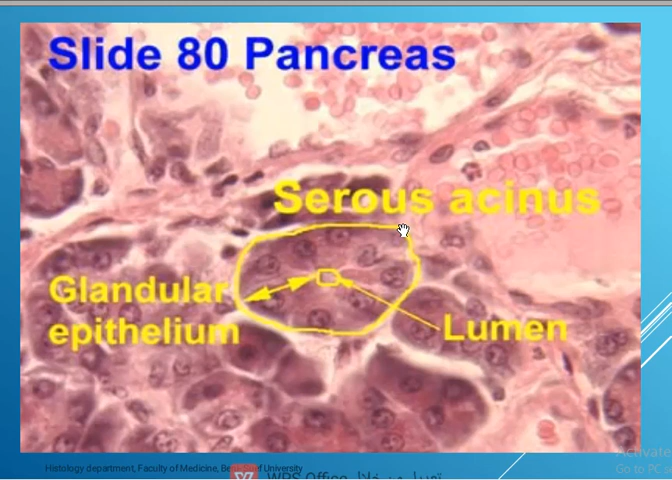 Slide 80 Pancreas
Serous acinus
Glandular
epithelium
Lumen
Histology department, Faculty of Medicine, University
Activate
Go to PC
WPS Office